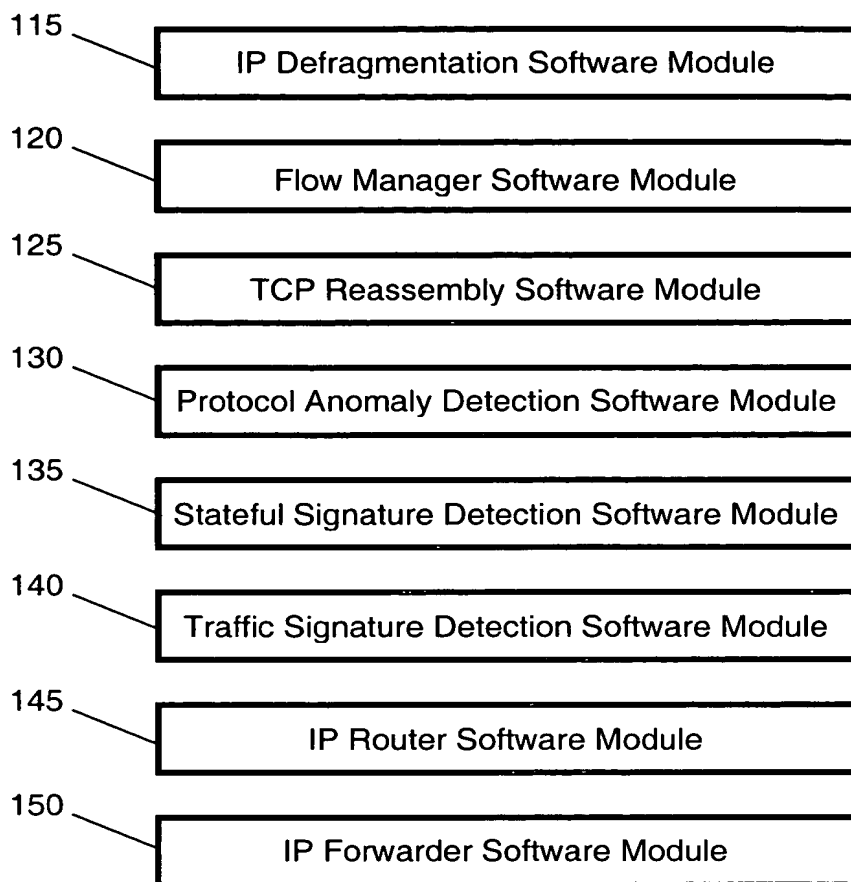 115
IP Defragmentation Software Module
120
Flow Manager Software Module
125
TCP Reassembly Software Module
130
Protocol Anomaly Detection Software Module
135
Stateful Signature Detection Software Module
140
Traffic Signature Detection Software Module
145
IP Router Software Module
150
IP Forwarder Software Module